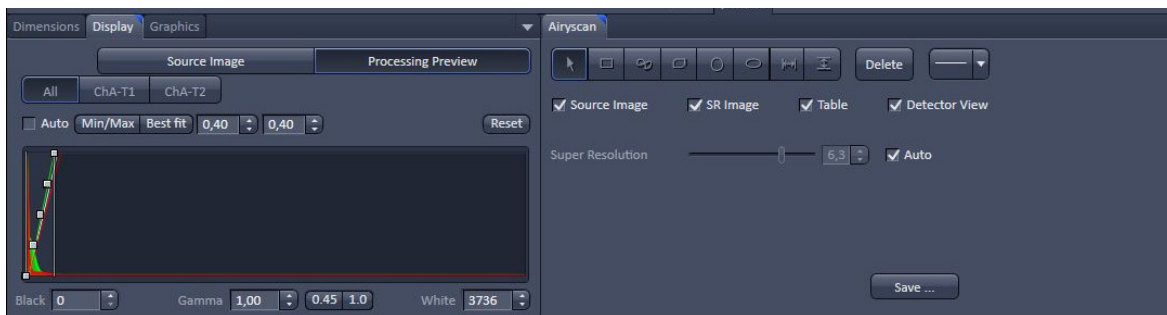 Dimensions Display Graphics
Source Image Processing Preview
All ChA-T1 ChA-T2
Auto Min/Max Best fit 0,40 0,40 Reset
Black 0 Gamma 1,00 0.45 1.0 White 3736
Airyscan
Delete
Source Image SR Image Table Detector View
Super Resolution 6,3 Auto
Save ...